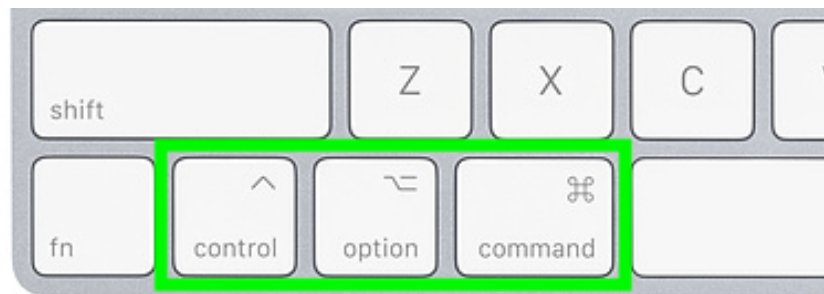 Z X C
shift
^ ⌥ ⌘
fn control option command